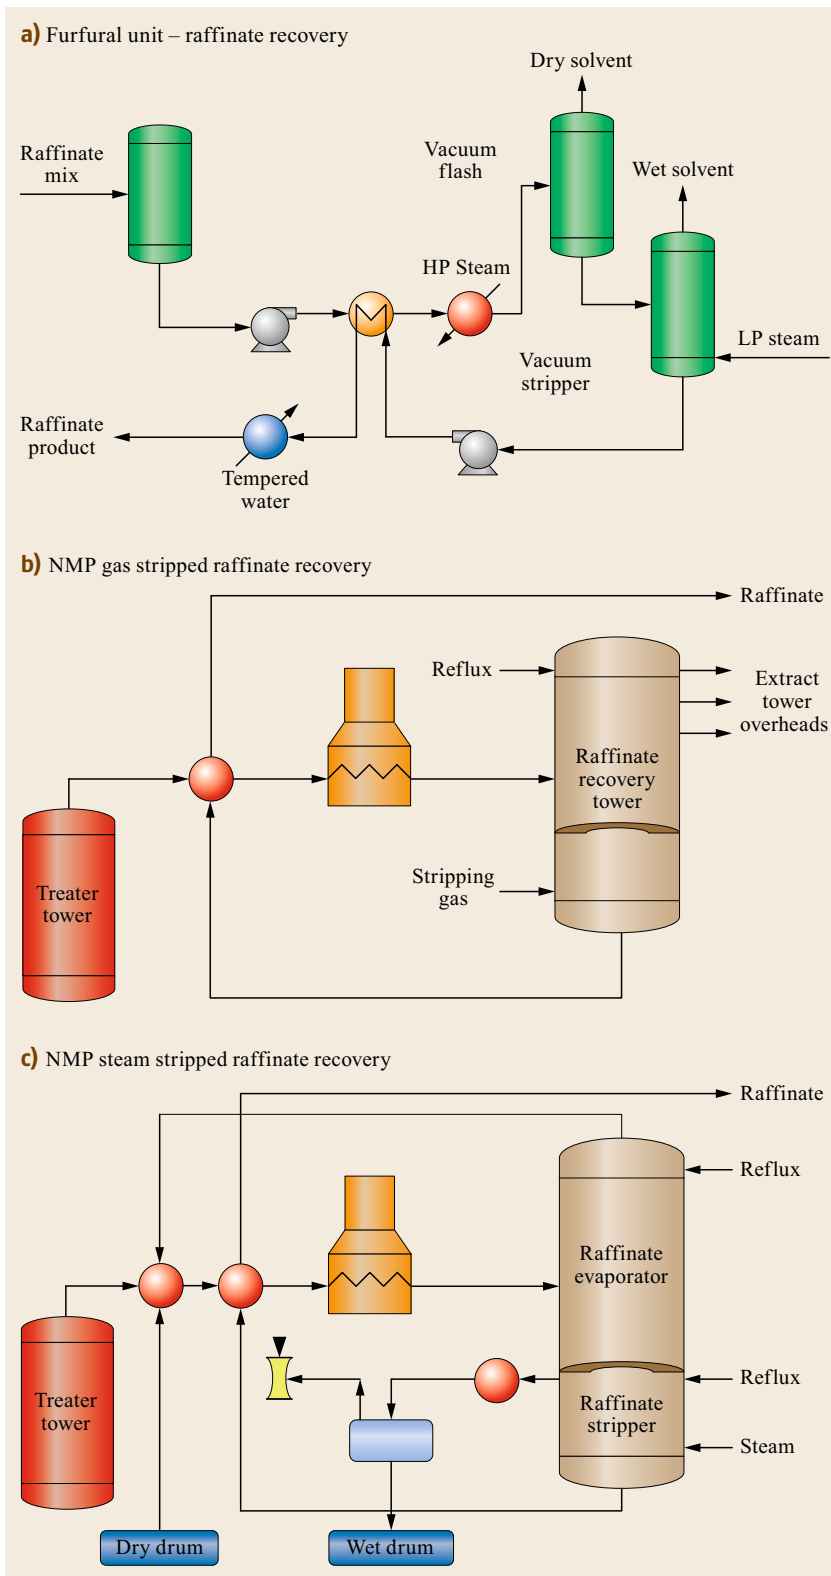 a) Furfural unit – raffinate recovery
Dry solvent
Raffinate
mix
Vacuum
flash
Wet solvent
HP Steam
LP steam
Vacuum
stripper
Raffinate
product
Tempered
water
b) NMP gas stripped raffinate recovery
Raffinate
Reflux
Extract
tower
overheads
Raffinate
recovery
tower
Stripping
gas
Treater
tower
c) NMP steam stripped raffinate recovery
Raffinate
Reflux
Raffinate
evaporator
Reflux
Treater
tower
Raffinate
stripper
Steam
Dry drum
Wet drum